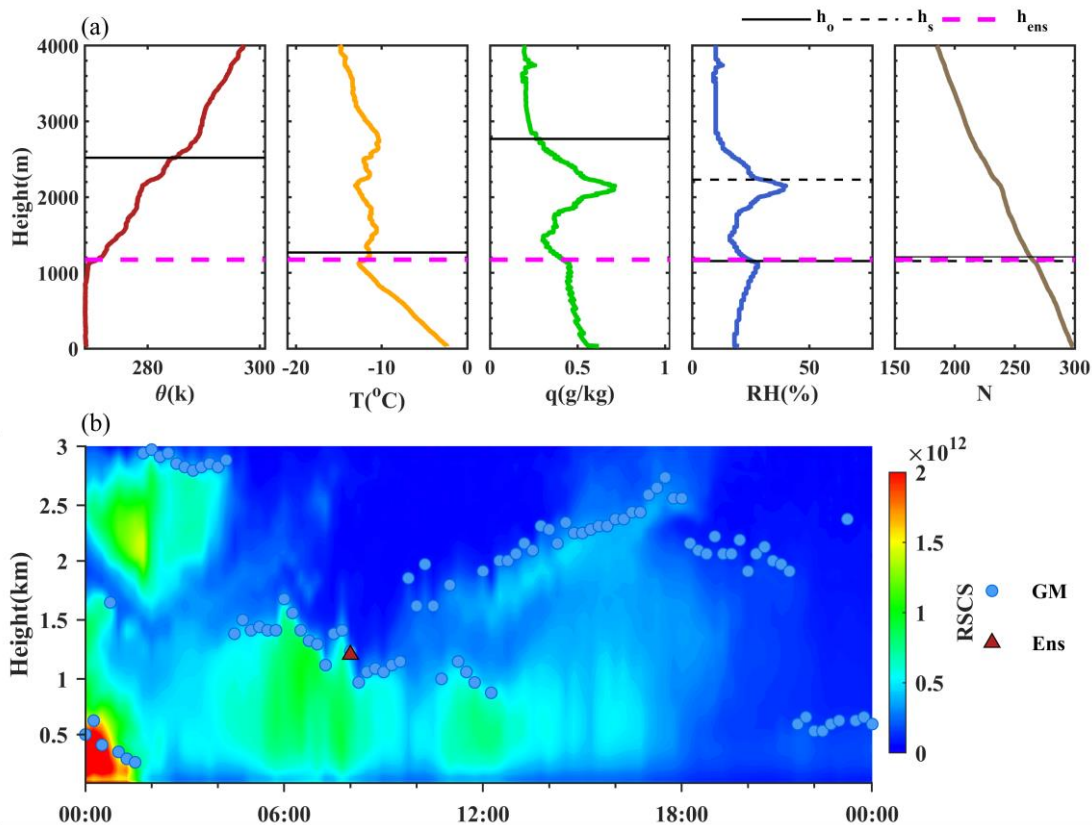 (a)
h_o h_s h_ens
4000
3000
2000
1000
0
Height(m)
280 300
θ(k)
-20 -10 0
T(°C)
0 0.5 1
q(g/kg)
0 50
RH(%)
150 200 250 300
N
(b)
3
2.5
2
1.5
1
0.5
Height(km)
00:00 06:00 12:00 18:00 00:00
×10^12
2
1.5
1
0.5
0
RSCS
GM
Ens